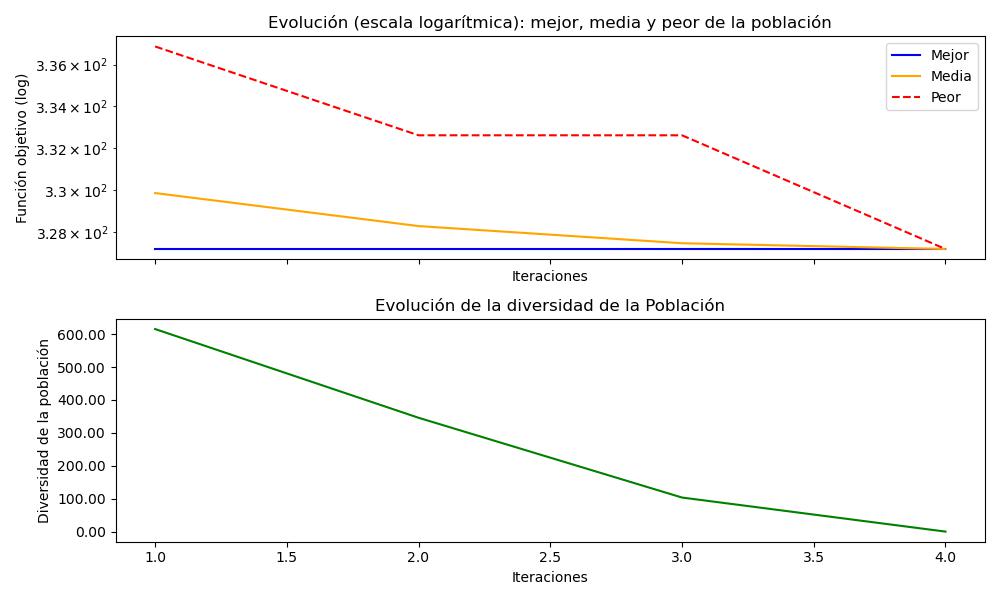 Evolución (escala logarítmica): mejor, media y peor de la población
Función objetivo (log)
3.36 × 10²
3.34 × 10²
3.32 × 10²
3.3 × 10²
3.28 × 10²
Mejor
Media
Peor
Iteraciones
Evolución de la diversidad de la Población
Diversidad de la población
600.00
500.00
400.00
300.00
200.00
100.00
0.00
1.0 1.5 2.0 2.5 3.0 3.5 4.0
Iteraciones